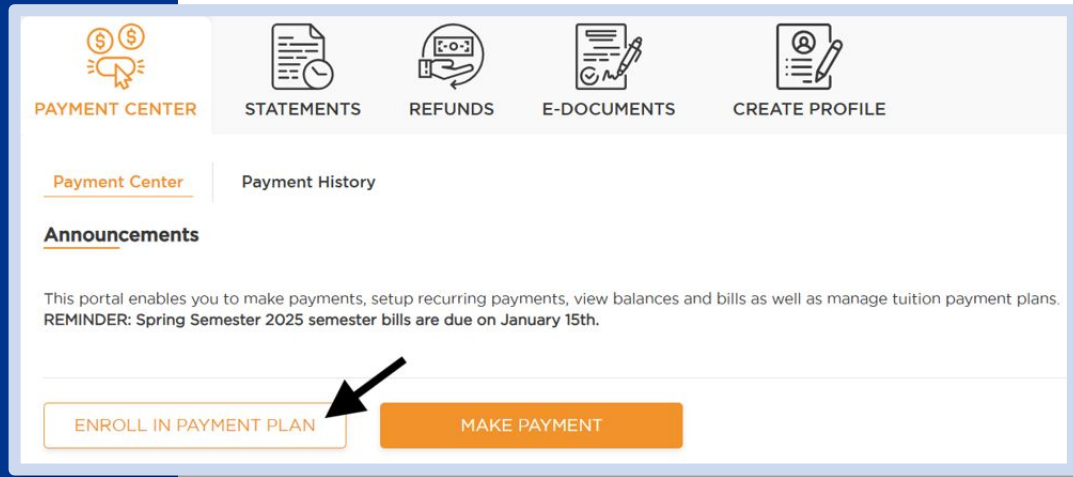 PAYMENT CENTER
STATEMENTS
REFUNDS
E-DOCUMENTS
CREATE PROFILE
Payment Center
Payment History
Announcements
This portal enables you to make payments, setup recurring payments, view balances and bills as well as manage tuition payment plans.
REMINDER: Spring Semester 2025 semester bills are due on January 15th.
ENROLL IN PAYMENT PLAN
MAKE PAYMENT